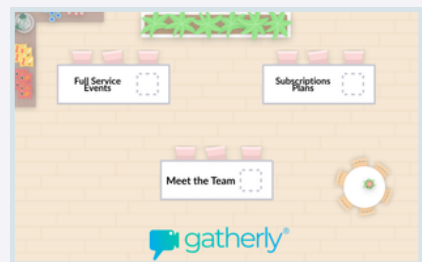 Full Service
Events
Subscriptions
Plans
Meet the Team
gatherly®